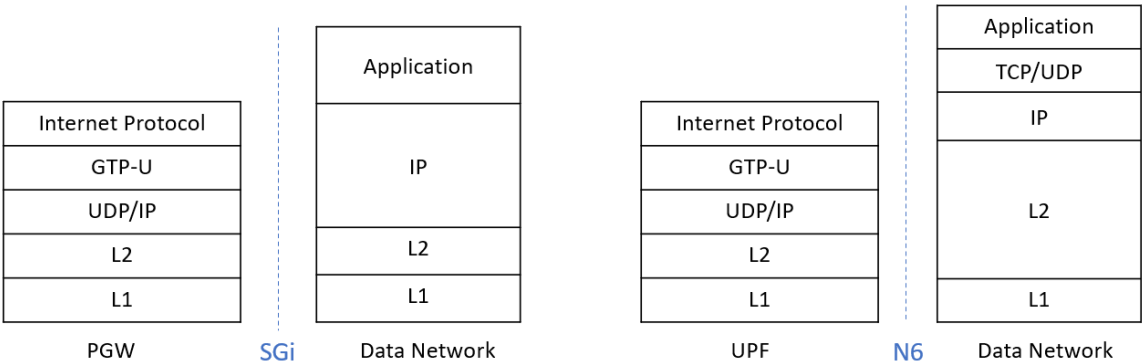 Internet Protocol
GTP-U
UDP/IP
L2
L1
PGW
SGi
Application
IP
L2
L1
Data Network
Internet Protocol
GTP-U
UDP/IP
L2
L1
UPF
N6
Application
TCP/UDP
IP
L2
L1
Data Network